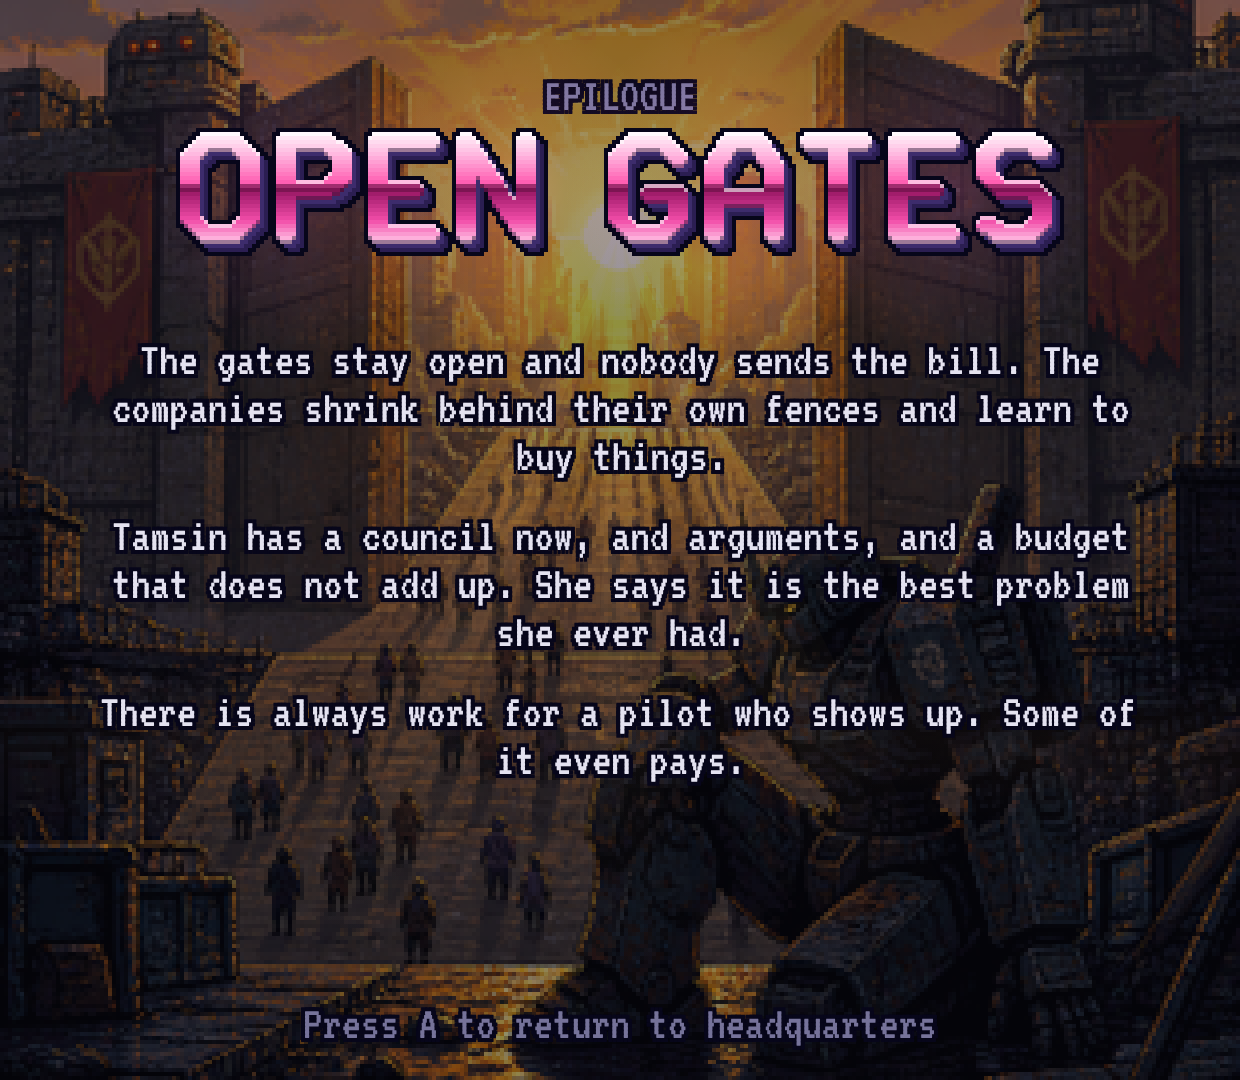 EPILOGUE
OPEN GATES
The gates stay open and nobody sends the bill. The
companies shrink behind their own fences and learn to
buy things.
Tamsin has a council now, and arguments, and a budget
that does not add up. She says it is the best problem
she ever had.
There is always work for a pilot who shows up. Some of
it even pays.
Press A to return to headquarters